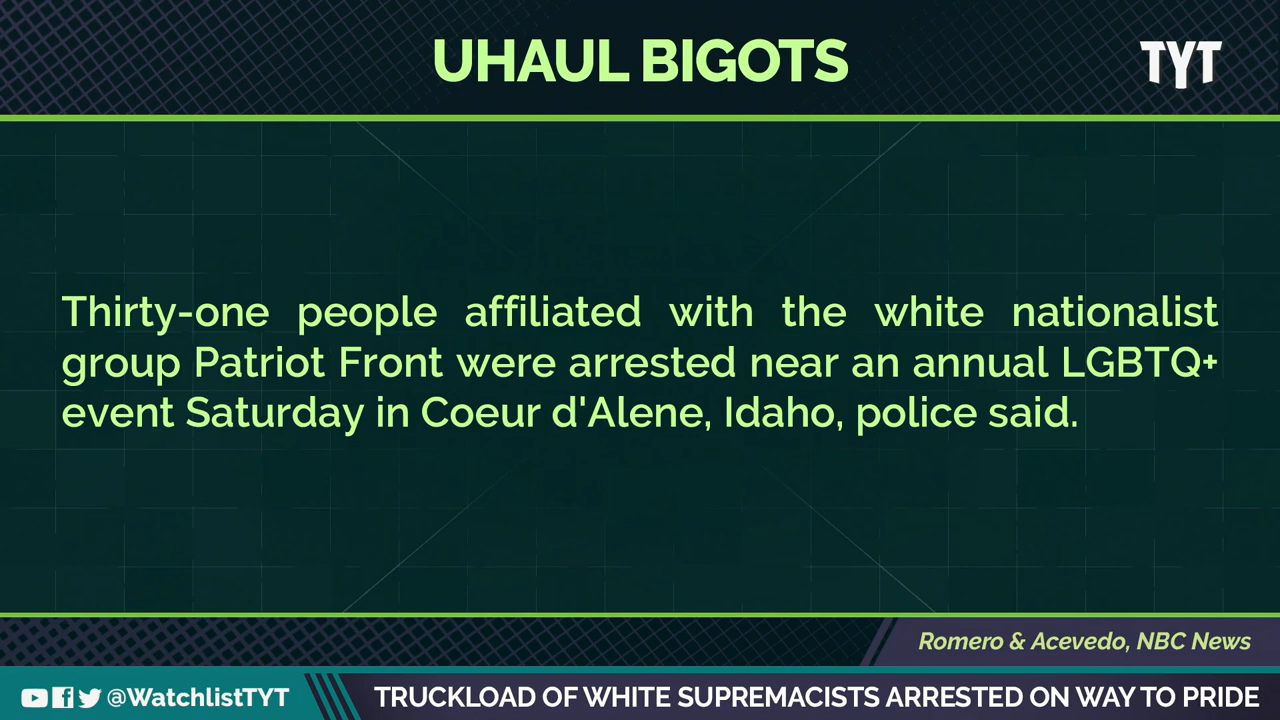 UHAUL BIGOTS
TYT
Thirty-one people affiliated with the white nationalist
group Patriot Front were arrested near an annual LGBTQ+
event Saturday in Coeur d'Alene, Idaho, police said.
Romero & Acevedo, NBC News
@WatchlistTYT
TRUCKLOAD OF WHITE SUPREMACISTS ARRESTED ON WAY TO PRIDE